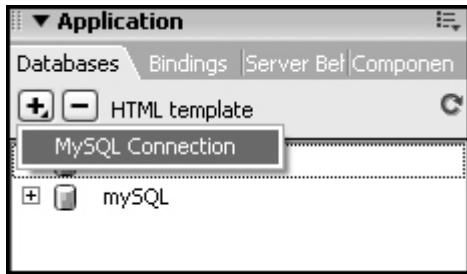 Application
Databases Bindings Server Bel Componen
HTML template
MySQL Connection
mySQL